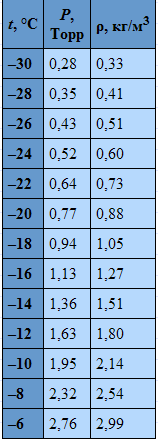 t, °C P, Торр ρ, кг/м³
–30 0,28 0,33
–28 0,35 0,41
–26 0,43 0,51
–24 0,52 0,60
–22 0,64 0,73
–20 0,77 0,88
–18 0,94 1,05
–16 1,13 1,27
–14 1,36 1,51
–12 1,63 1,80
–10 1,95 2,14
–8 2,32 2,54
–6 2,76 2,99